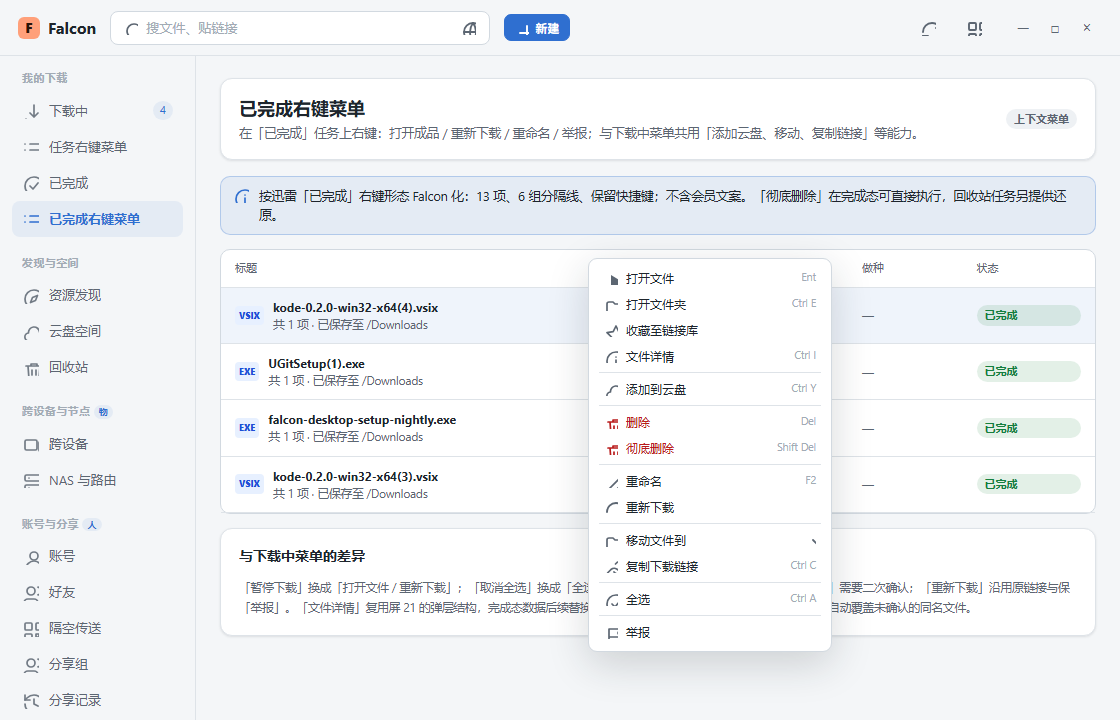 F Falcon
搜文件、贴链接
新建
我的下载
下载中 4
任务右键菜单
已完成
已完成右键菜单
发现与空间
资源发现
云盘空间
回收站
跨设备与节点 物
跨设备
NAS 与路由
账号与分享 人
账号
好友
隔空传送
分享组
分享记录
已完成右键菜单
在「已完成」任务上右键：打开成品 / 重新下载 / 重命名 / 举报；与下载中菜单共用「添加云盘、移动、复制链接」等能力。
上下文菜单
按迅雷「已完成」右键形态 Falcon 化：13 项、6 组分隔线、保留快捷键；不含会员文案。「彻底删除」在完成态可直接执行，回收站任务另提供还
原。
标题 做种 状态
VSIX kode-0.2.0-win32-x64(4).vsix
共 1 项 · 已保存至 /Downloads
— 已完成
EXE UGitSetup(1).exe
共 1 项 · 已保存至 /Downloads
— 已完成
EXE falcon-desktop-setup-nightly.exe
共 1 项 · 已保存至 /Downloads
— 已完成
VSIX kode-0.2.0-win32-x64(3).vsix
共 1 项 · 已保存至 /Downloads
— 已完成
打开文件 Ent
打开文件夹 Ctrl E
收藏至链接库
文件详情 Ctrl I
添加到云盘 Ctrl Y
删除 Del
彻底删除 Shift Del
重命名 F2
重新下载
移动文件到
复制下载链接 Ctrl C
全选 Ctrl A
举报
与下载中菜单的差异
「暂停下载」换成「打开文件 / 重新下载」；「取消全选」换成「全 」需要二次确认；「重新下载」沿用原链接与保
「举报」。「文件详情」复用屏 21 的弹层结构，完成态数据后续替换 自动覆盖未确认的同名文件。